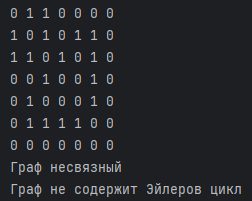 0 1 1 0 0 0 0
1 0 1 0 1 1 0
1 1 0 1 0 1 0
0 0 1 0 0 1 0
0 1 0 0 0 1 0
0 1 1 1 1 0 0
0 0 0 0 0 0 0
Граф несвязный
Граф не содержит Эйлеров цикл